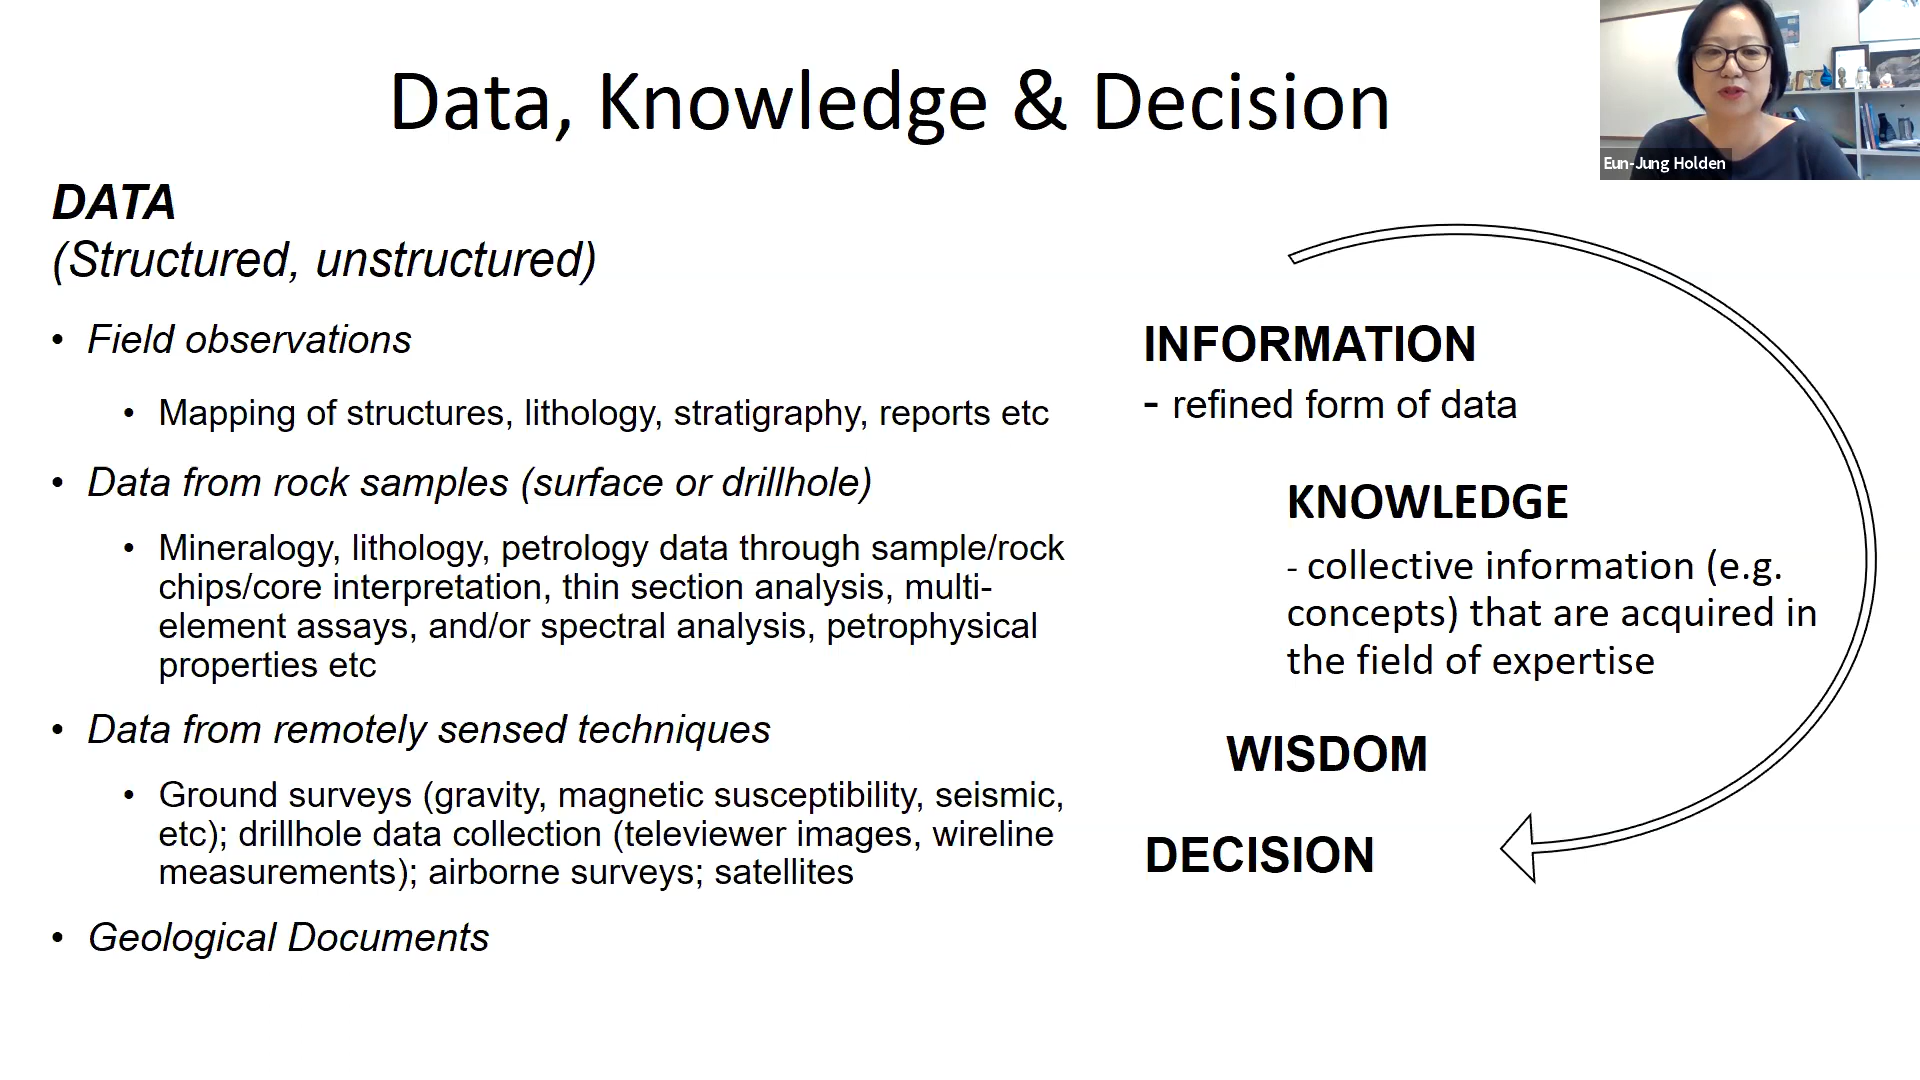 Data, Knowledge & Decision
Eun-Jung Holden
DATA
(Structured, unstructured)
• Field observations
• Mapping of structures, lithology, stratigraphy, reports etc
• Data from rock samples (surface or drillhole)
• Mineralogy, lithology, petrology data through sample/rock
chips/core interpretation, thin section analysis, multi-
element assays, and/or spectral analysis, petrophysical
properties etc
• Data from remotely sensed techniques
• Ground surveys (gravity, magnetic susceptibility, seismic,
etc); drillhole data collection (televiewer images, wireline
measurements); airborne surveys; satellites
• Geological Documents
INFORMATION
- refined form of data
KNOWLEDGE
- collective information (e.g.
concepts) that are acquired in
the field of expertise
WISDOM
DECISION